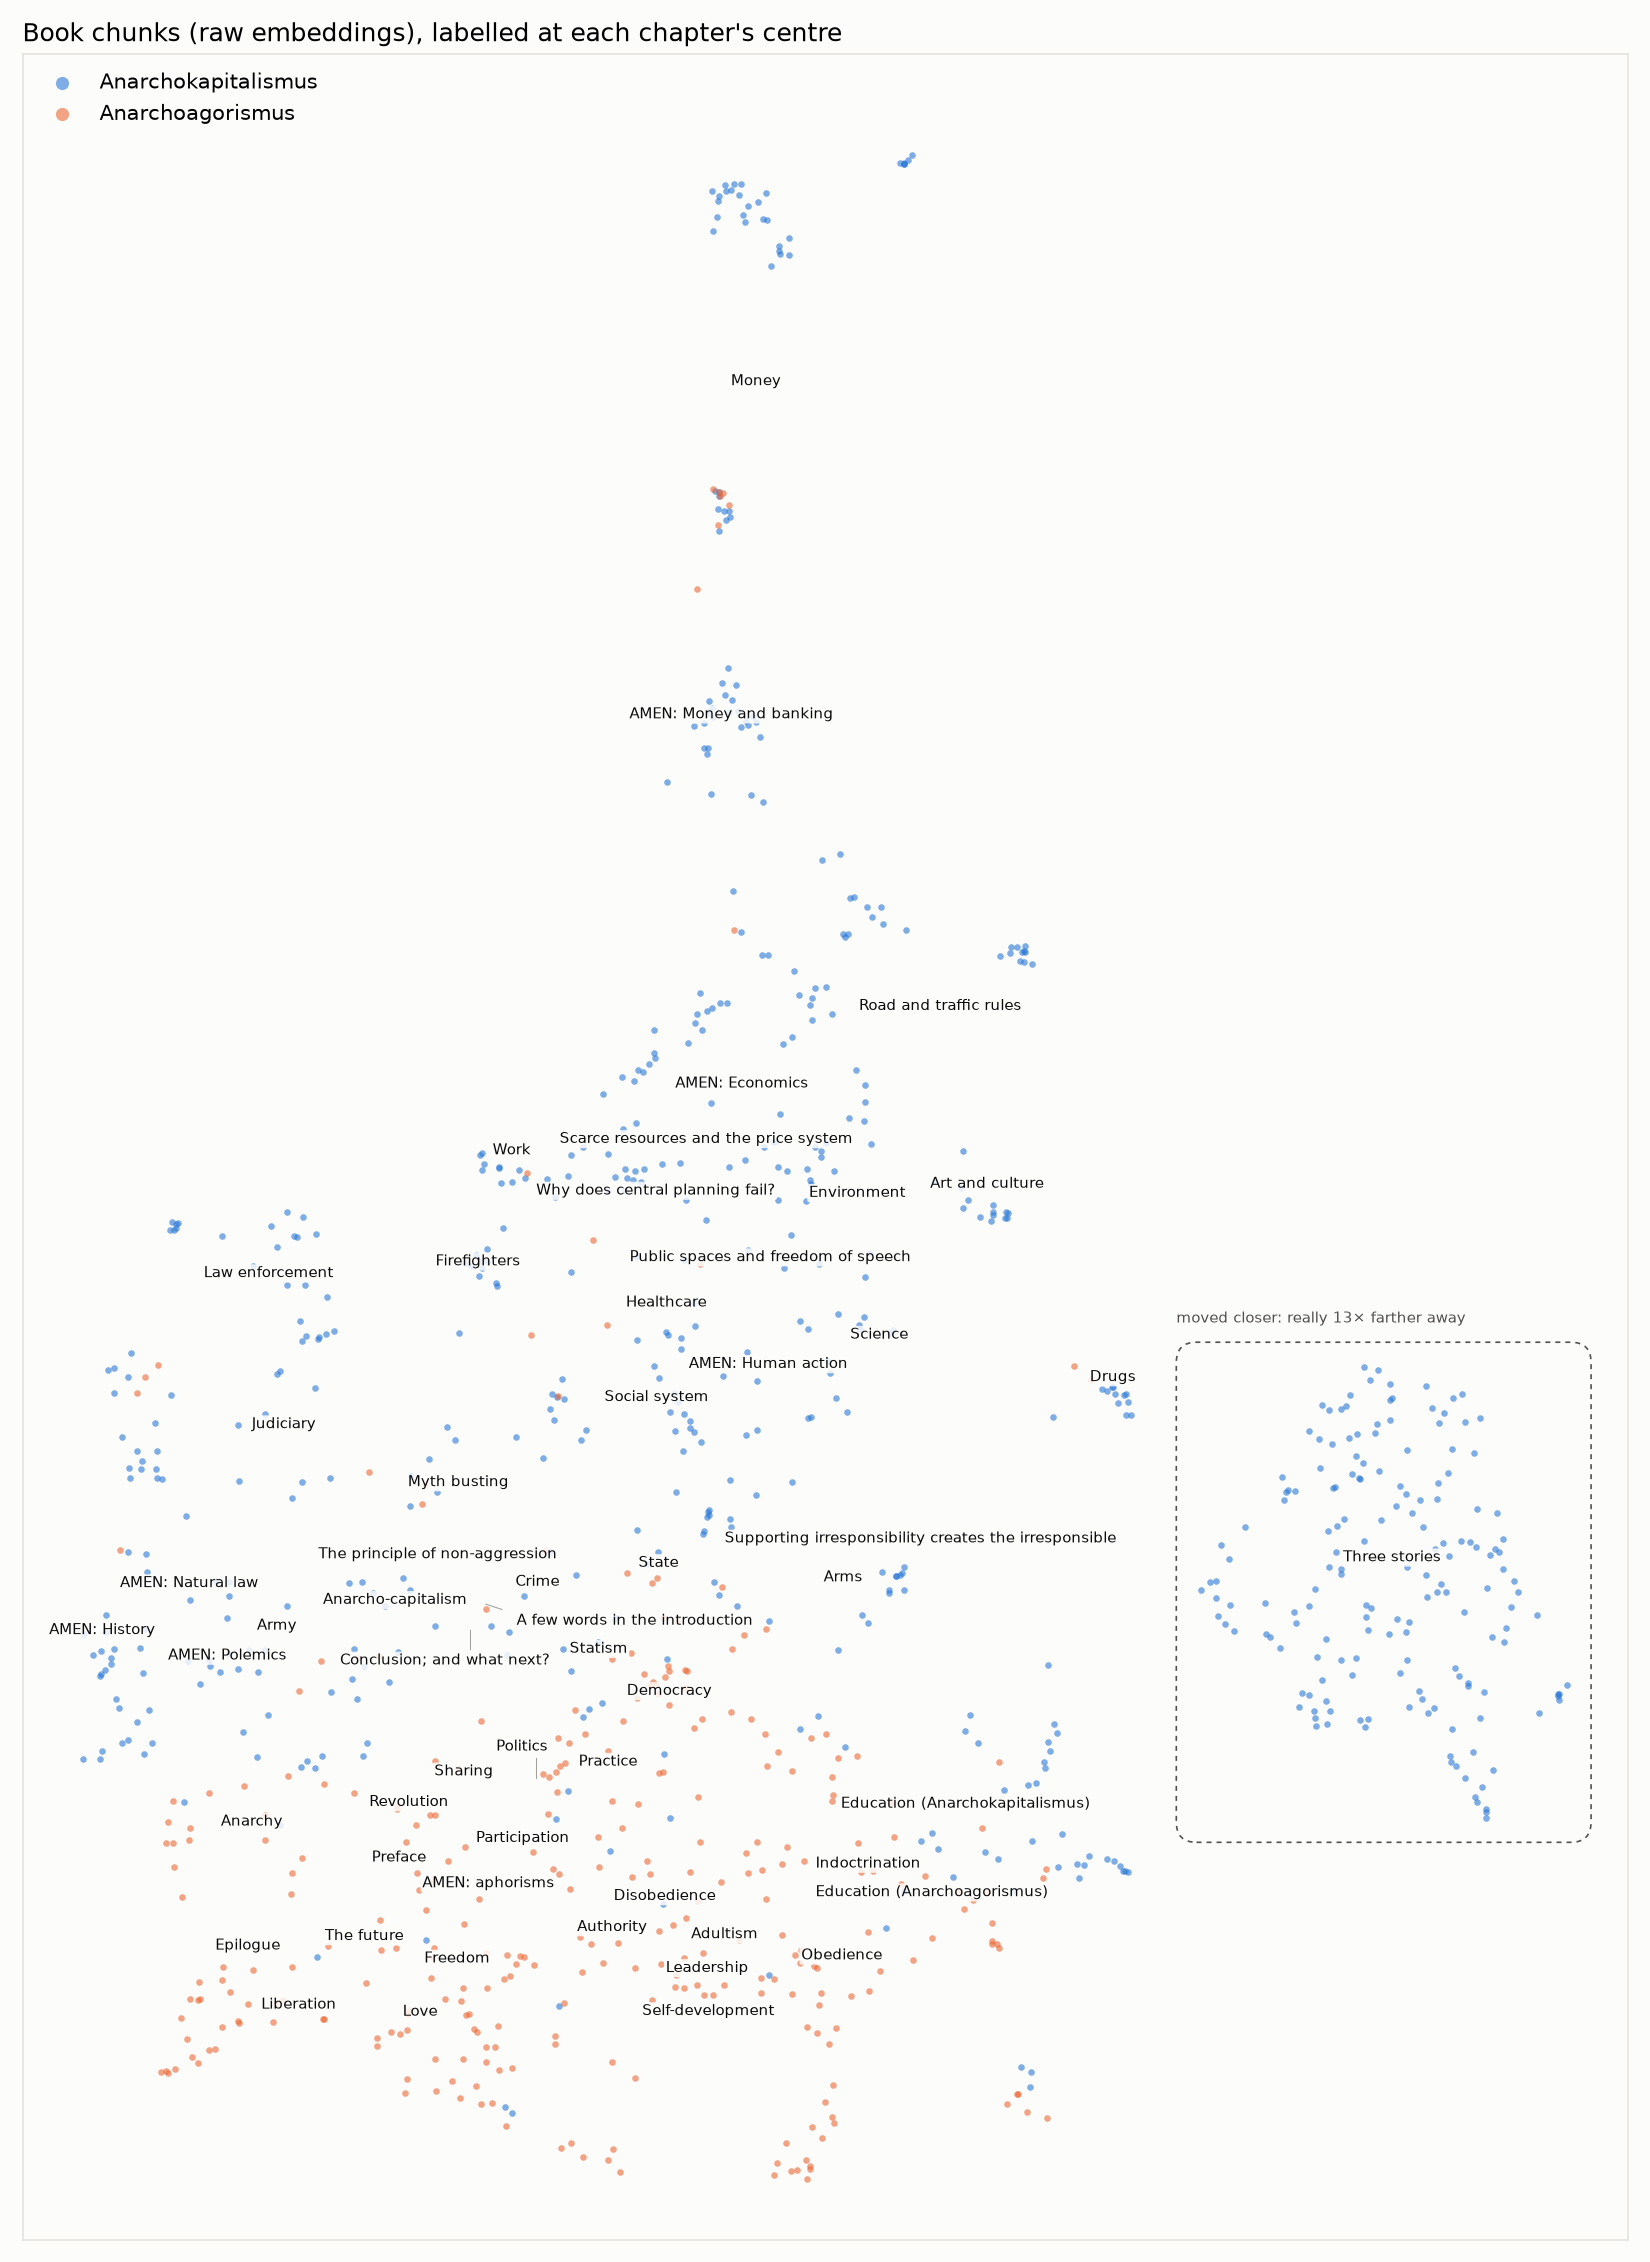 Book chunks (raw embeddings), labelled at each chapter's centre
Anarchokapitalismus
Anarchoagorismus
Money
AMEN: Money and banking
Road and traffic rules
AMEN: Economics
Scarce resources and the price system
Work
Why does central planning fail?
Environment
Art and culture
Public spaces and freedom of speech
Firefighters
Law enforcement
Healthcare
moved closer: really 13× farther away
Science
AMEN: Human action
Drugs
Social system
Judiciary
Myth busting
Supporting irresponsibility creates the irresponsible
The principle of non-aggression
Three stories
State
Arms
Crime
AMEN: Natural law
Anarcho-capitalism
A few words in the introduction
Army
AMEN: History
Statism
AMEN: Polemics
Conclusion; and what next?
Democracy
Politics
Practice
Sharing
Revolution
Education (Anarchokapitalismus)
Anarchy
Participation
Preface
Indoctrination
AMEN: aphorisms
Education (Anarchoagorismus)
Disobedience
Authority
Adultism
The future
Epilogue
Obedience
Freedom
Leadership
Liberation
Love
Self-development